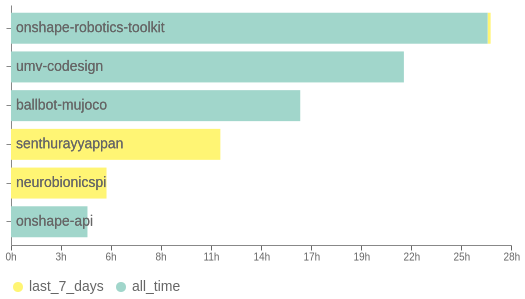 onshape-robotics-toolkit
umv-codesign
ballbot-mujoco
senthurayyappan
neurobionicspi
onshape-api
0h 3h 6h 8h 11h 14h 17h 19h 22h 25h 28h
last_7_days all_time